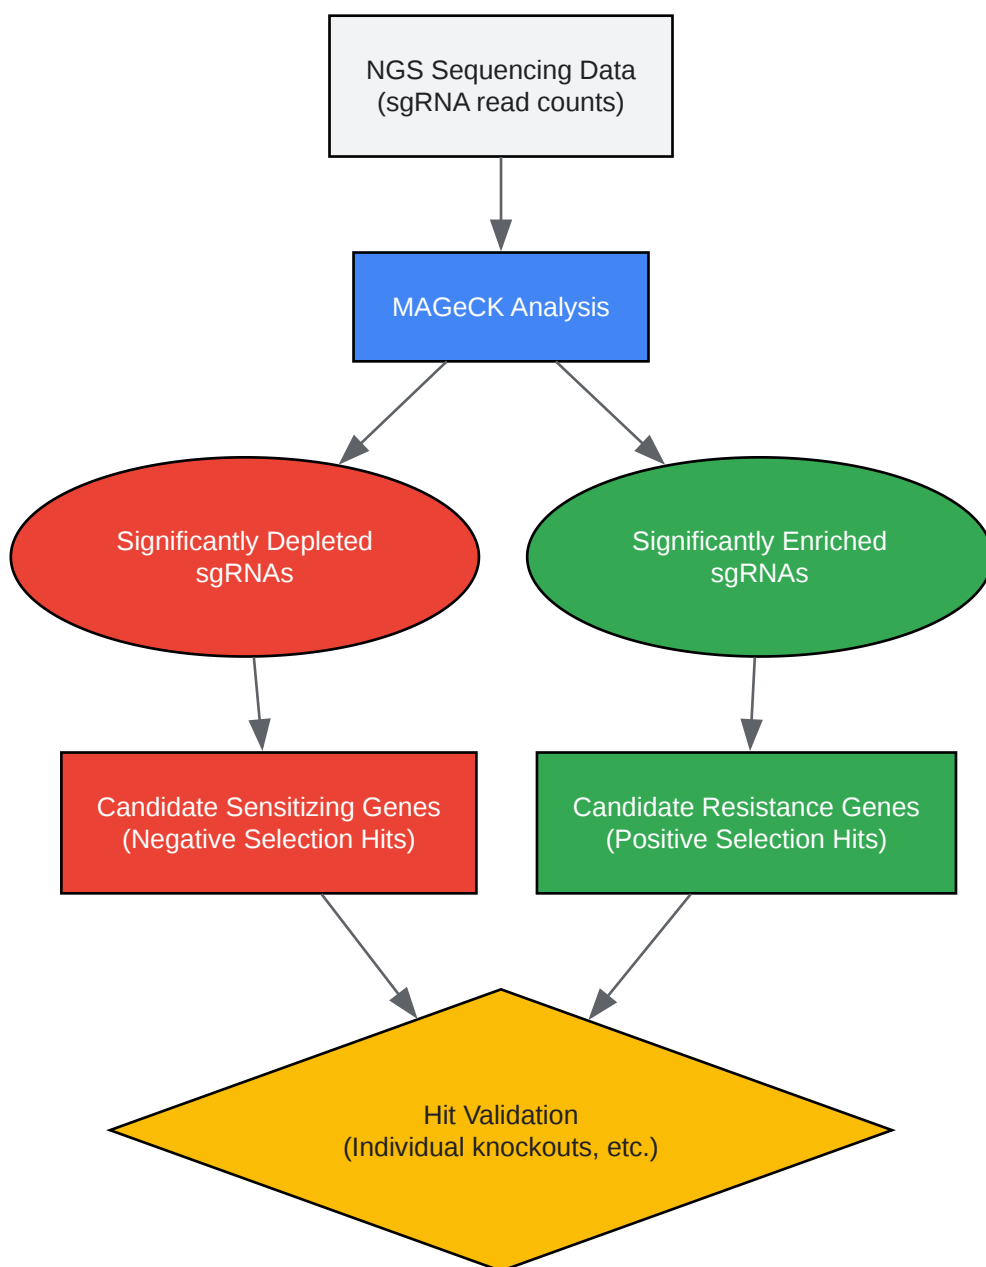 NGS Sequencing Data
(sgRNA read counts)
MAGeCK Analysis
Significantly Depleted
sgRNAs
Significantly Enriched
sgRNAs
Candidate Sensitizing Genes
(Negative Selection Hits)
Candidate Resistance Genes
(Positive Selection Hits)
Hit Validation
(Individual knockouts, etc.)